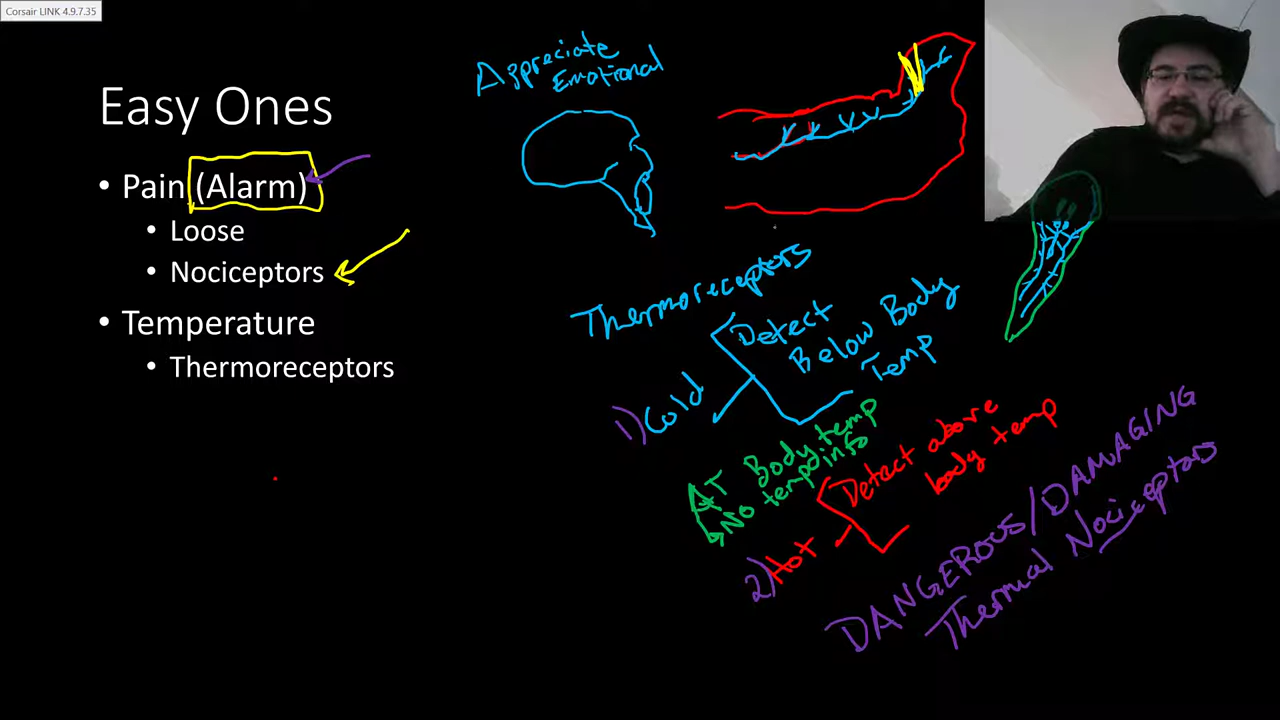 Corsair LINK 4.9.7.35
Easy Ones
• Pain (Alarm)
• Loose
• Nociceptors
• Temperature
• Thermoreceptors
Appreciate
Emotional
Thermoreceptors
1) Cold
Detect
Below Body
Temp
AT Body temp
No temp info
2) Hot
Detect above
body temp
DANGEROUS/DAMAGING
Thermal Nociceptors